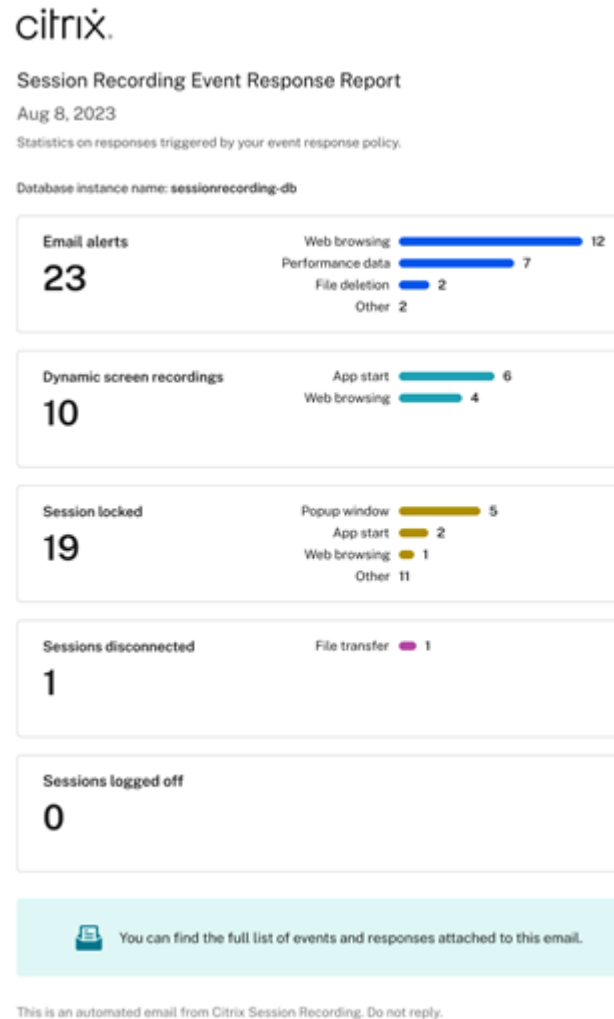 citrix.
Session Recording Event Response Report
Aug 8, 2023
Statistics on responses triggered by your event response policy.
Database instance name: sessionrecording-db
Email alerts
23
Web browsing 12
Performance data 7
File deletion 2
Other 2
Dynamic screen recordings
10
App start 6
Web browsing 4
Session locked
19
Popup window 5
App start 2
Web browsing 1
Other 11
Sessions disconnected
1
File transfer 1
Sessions logged off
0
You can find the full list of events and responses attached to this email.
This is an automated email from Citrix Session Recording. Do not reply.